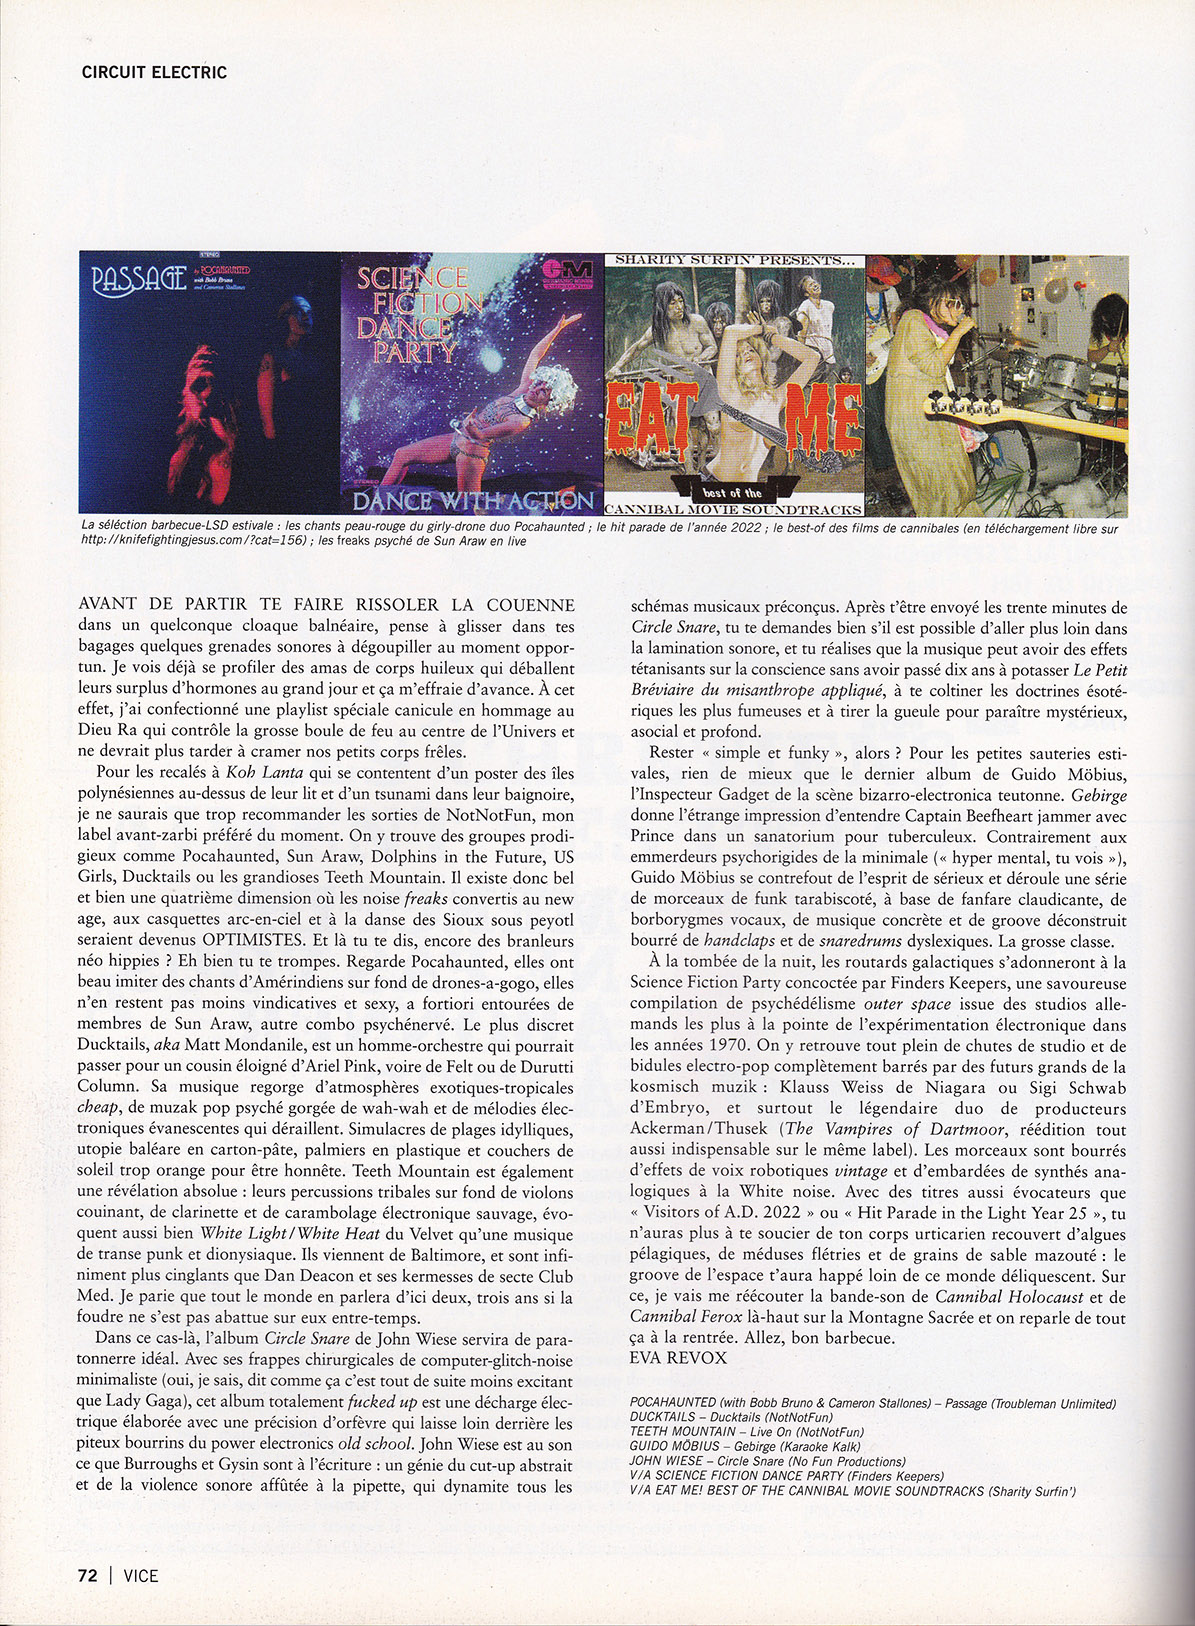 CIRCUIT ELECTRIC
STEREO
PASSAGE
by POCAHAUNTED
with Bobb Bruno
and Cameron Stallones
SCIENCE
FICTION
DANCE
PARTY
GM
STEREO
DANCE WITH ACTION
SHARITY SURFIN' PRESENTS...
EAT ME
best of the
CANNIBAL MOVIE SOUNDTRACKS
La séléction barbecue-LSD estivale : les chants peau-rouge du girly-drone duo Pocahaunted ; le hit parade de l'année 2022 ; le best-of des films de cannibales (en téléchargement libre sur
http://knifefightingjesus.com/?cat=156) ; les freaks psyché de Sun Araw en live
AVANT DE PARTIR TE FAIRE RISSOLER LA COUENNE
dans un quelconque cloaque balnéaire, pense à glisser dans tes
bagages quelques grenades sonores à dégoupiller au moment oppor-
tun. Je vois déjà se profiler des amas de corps huileux qui déballent
leurs surplus d'hormones au grand jour et ça m'effraie d'avance. À cet
effet, j'ai confectionné une playlist spéciale canicule en hommage au
Dieu Ra qui contrôle la grosse boule de feu au centre de l'Univers et
ne devrait plus tarder à cramer nos petits corps frêles.
Pour les recalés à Koh Lanta qui se contentent d'un poster des îles
polynésiennes au-dessus de leur lit et d'un tsunami dans leur baignoire,
je ne saurais que trop recommander les sorties de NotNotFun, mon
label avant-zarbi préféré du moment. On y trouve des groupes prodi-
gieux comme Pocahaunted, Sun Araw, Dolphins in the Future, US
Girls, Ducktails ou les grandioses Teeth Mountain. Il existe donc bel
et bien une quatrième dimension où les noise freaks convertis au new
age, aux casquettes arc-en-ciel et à la danse des Sioux sous peyotl
seraient devenus OPTIMISTES. Et là tu te dis, encore des branleurs
néo hippies ? Eh bien tu te trompes. Regarde Pocahaunted, elles ont
beau imiter des chants d'Amérindiens sur fond de drones-a-gogo, elles
n'en restent pas moins vindicatives et sexy, a fortiori entourées de
membres de Sun Araw, autre combo psychénervé. Le plus discret
Ducktails, aka Matt Mondanile, est un homme-orchestre qui pourrait
passer pour un cousin éloigné d'Ariel Pink, voire de Felt ou de Durutti
Column. Sa musique regorge d'atmosphères exotiques-tropicales
cheap, de muzak pop psyché gorgée de wah-wah et de mélodies élec-
troniques évanescentes qui déraillent. Simulacres de plages idylliques,
utopie baléare en carton-pâte, palmiers en plastique et couchers de
soleil trop orange pour être honnête. Teeth Mountain est également
une révélation absolue : leurs percussions tribales sur fond de violons
couinant, de clarinette et de carambolage électronique sauvage, évo-
quent aussi bien White Light/White Heat du Velvet qu'une musique
de transe punk et dionysiaque. Ils viennent de Baltimore, et sont infi-
niment plus cinglants que Dan Deacon et ses kermesses de secte Club
Med. Je parie que tout le monde en parlera d'ici deux, trois ans si la
foudre ne s'est pas abattue sur eux entre-temps.
Dans ce cas-là, l'album Circle Snare de John Wiese servira de para-
tonnerre idéal. Avec ses frappes chirurgicales de computer-glitch-noise
minimaliste (oui, je sais, dit comme ça c'est tout de suite moins excitant
que Lady Gaga), cet album totalement fucked up est une décharge élec-
trique élaborée avec une précision d'orfèvre qui laisse loin derrière les
piteux bourrins du power electronics old school. John Wiese est au son
ce que Burroughs et Gysin sont à l'écriture : un génie du cut-up abstrait
et de la violence sonore affûtée à la pipette, qui dynamite tous les
schémas musicaux préconçus. Après t'être envoyé les trente minutes de
Circle Snare, tu te demandes bien s'il est possible d'aller plus loin dans
la lamination sonore, et tu réalises que la musique peut avoir des effets
tétanisants sur la conscience sans avoir passé dix ans à potasser Le Petit
Bréviaire du misanthrope appliqué, à te coltiner les doctrines ésoté-
riques les plus fumeuses et à tirer la gueule pour paraître mystérieux,
asocial et profond.
Rester « simple et funky », alors ? Pour les petites sauteries esti-
vales, rien de mieux que le dernier album de Guido Möbius,
l'Inspecteur Gadget de la scène bizarro-electronica teutonne. Gebirge
donne l'étrange impression d'entendre Captain Beefheart jammer avec
Prince dans un sanatorium pour tuberculeux. Contrairement aux
emmerdeurs psychorigides de la minimale (« hyper mental, tu vois »),
Guido Möbius se contrefout de l'esprit de sérieux et déroule une série
de morceaux de funk tarabiscoté, à base de fanfare claudicante, de
borborygmes vocaux, de musique concrète et de groove déconstruit
bourré de handclaps et de snaredrums dyslexiques. La grosse classe.
À la tombée de la nuit, les routards galactiques s'adonneront à la
Science Fiction Party concoctée par Finders Keepers, une savoureuse
compilation de psychédélisme outer space issue des studios alle-
mands les plus à la pointe de l'expérimentation électronique dans
les années 1970. On y retrouve tout plein de chutes de studio et de
bidules electro-pop complètement barrés par des futurs grands de la
kosmisch muzik : Klauss Weiss de Niagara ou Sigi Schwab
d'Embryo, et surtout le légendaire duo de producteurs
Ackerman/Thusek (The Vampires of Dartmoor, réédition tout
aussi indispensable sur le même label). Les morceaux sont bourrés
d'effets de voix robotiques vintage et d'embardées de synthés ana-
logiques à la White noise. Avec des titres aussi évocateurs que
« Visitors of A.D. 2022 » ou « Hit Parade in the Light Year 25 », tu
n'auras plus à te soucier de ton corps urticarien recouvert d'algues
pélagiques, de méduses flétries et de grains de sable mazouté : le
groove de l'espace t'aura happé loin de ce monde déliquescent. Sur
ce, je vais me réécouter la bande-son de Cannibal Holocaust et de
Cannibal Ferox là-haut sur la Montagne Sacrée et on reparle de tout
ça à la rentrée. Allez, bon barbecue.
EVA REVOX
POCAHAUNTED (with Bobb Bruno & Cameron Stallones) – Passage (Troubleman Unlimited)
DUCKTAILS – Ducktails (NotNotFun)
TEETH MOUNTAIN – Live On (NotNotFun)
GUIDO MÖBIUS – Gebirge (Karaoke Kalk)
JOHN WIESE – Circle Snare (No Fun Productions)
V/A SCIENCE FICTION DANCE PARTY (Finders Keepers)
V/A EAT ME! BEST OF THE CANNIBAL MOVIE SOUNDTRACKS (Sharity Surfin')
72 | VICE